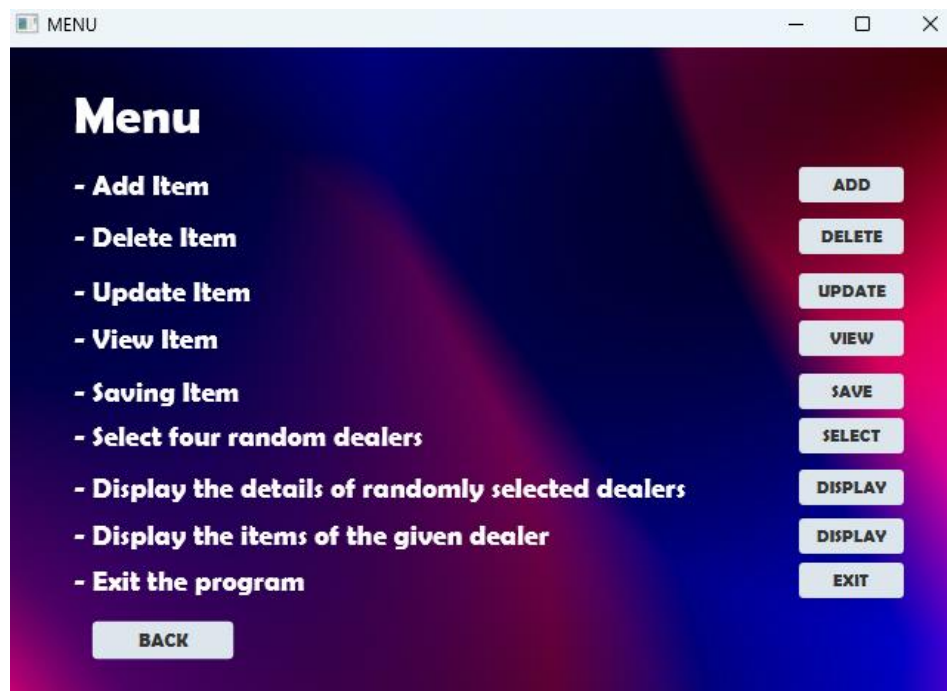 MENU
Menu
- Add Item ADD
- Delete Item DELETE
- Update Item UPDATE
- View Item VIEW
- Saving Item SAVE
- Select four random dealers SELECT
- Display the details of randomly selected dealers DISPLAY
- Display the items of the given dealer DISPLAY
- Exit the program EXIT
BACK